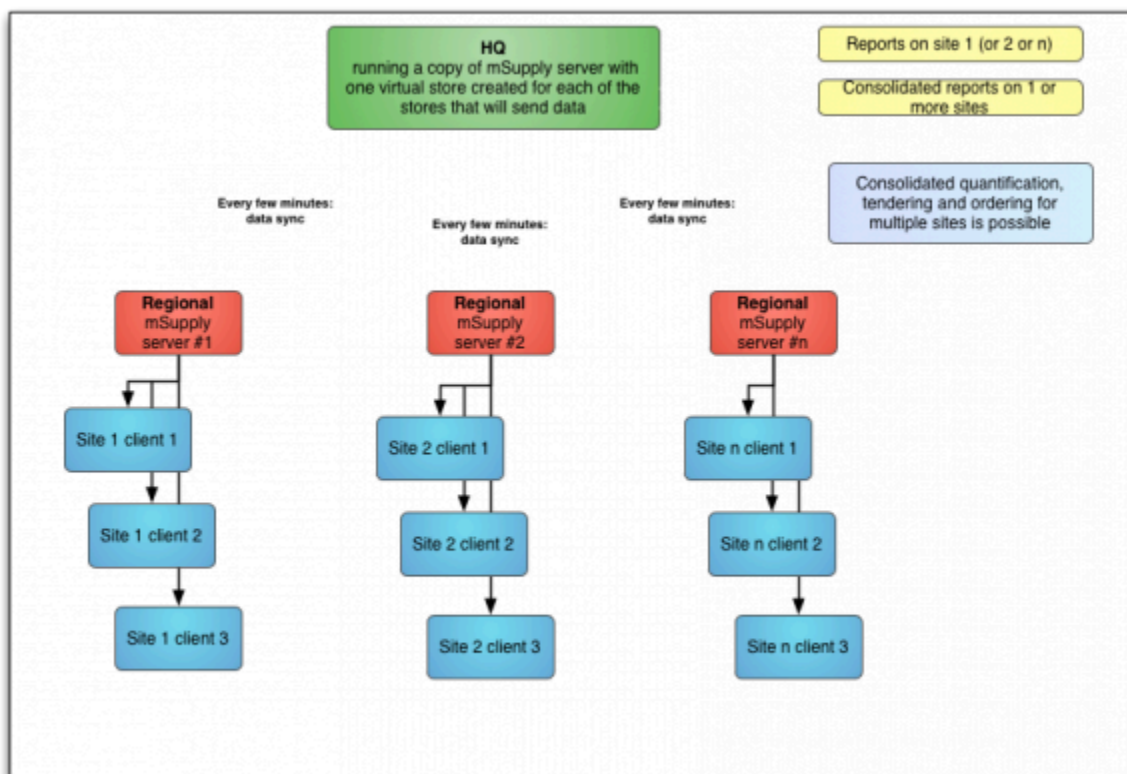 HQ
running a copy of mSupply server with
one virtual store created for each of the
stores that will send data
Reports on site 1 (or 2 or n)
Consolidated reports on 1 or
more sites
Consolidated quantification,
tendering and ordering for
multiple sites is possible
Every few minutes:
data sync
Every few minutes:
data sync
Every few minutes:
data sync
Regional
mSupply
server #1
Regional
mSupply
server #2
Regional
mSupply
server #n
Site 1 client 1
Site 2 client 1
Site n client 1
Site 1 client 2
Site 2 client 2
Site n client 2
Site 1 client 3
Site 2 client 3
Site n client 3